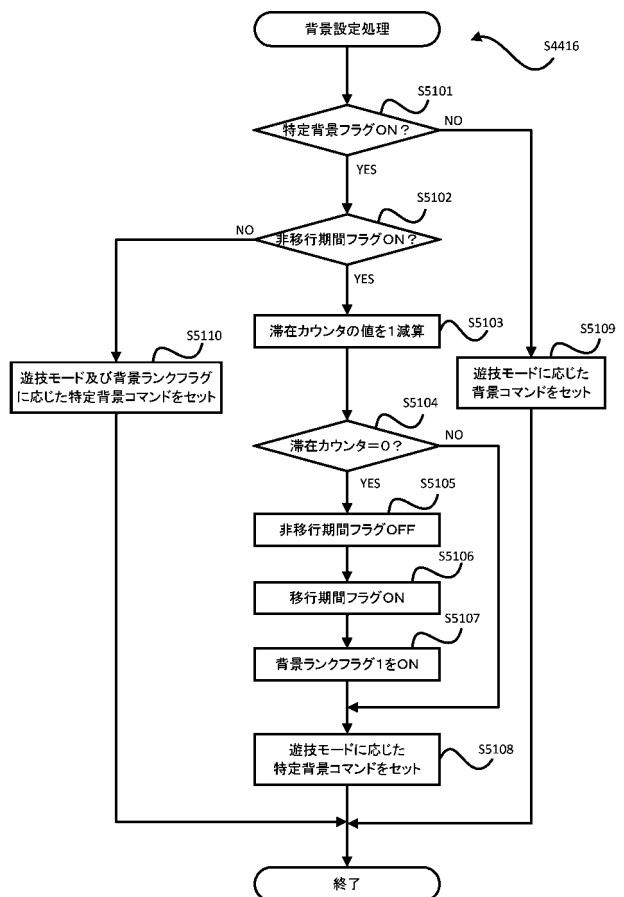 背景設定処理
S4416
S5101
特定背景フラグON?
NO
YES
S5102
非移行期間フラグON?
NO
YES
滞在カウンタの値を1減算
S5103
S5110
遊技モード及び背景ランクフラグ
に応じた特定背景コマンドをセット
S5109
遊技モードに応じた
背景コマンドをセット
S5104
滞在カウンタ=0?
NO
YES
S5105
非移行期間フラグOFF
S5106
移行期間フラグON
S5107
背景ランクフラグ1をON
遊技モードに応じた
特定背景コマンドをセット
S5108
終了